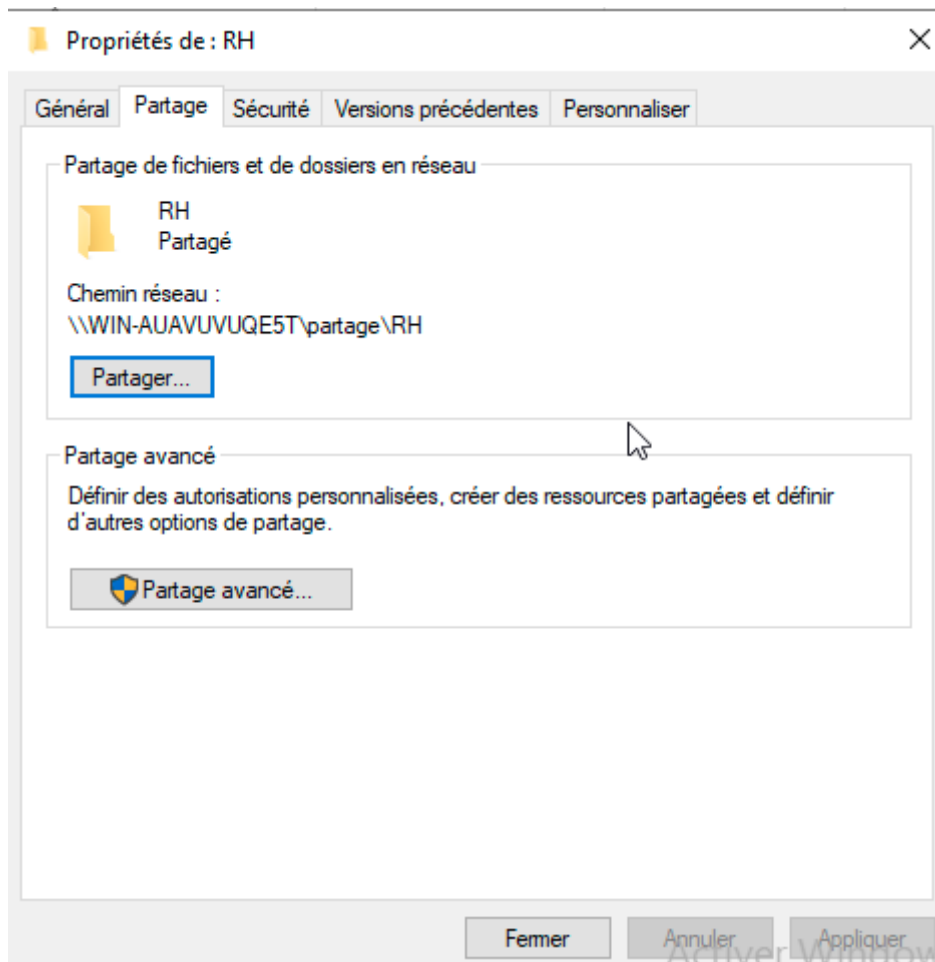 Propriétés de : RH
Général Partage Sécurité Versions précédentes Personnaliser
Partage de fichiers et de dossiers en réseau
RH
Partagé
Chemin réseau :
\\WIN-AUAVUVUQE5T\partage\RH
Partager...
Partage avancé
Définir des autorisations personnalisées, créer des ressources partagées et définir
d'autres options de partage.
Partage avancé...
Fermer Annuler Appliquer
Activer Window